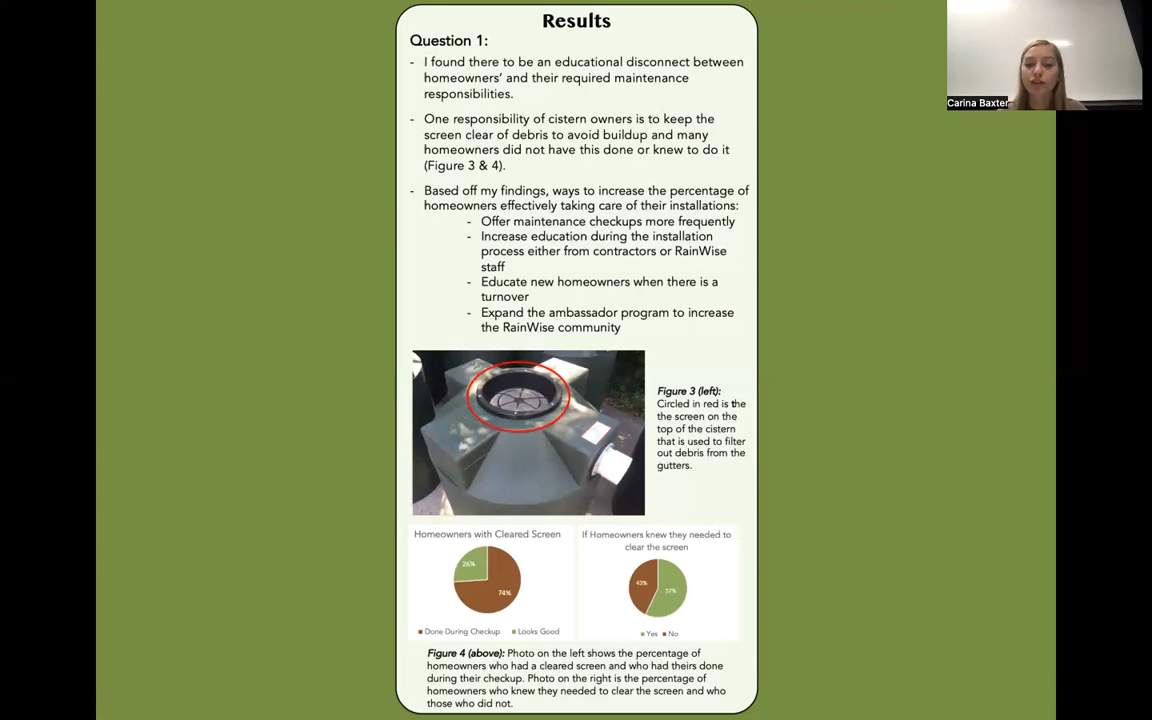 Results
Question 1:
- I found there to be an educational disconnect between
homeowners' and their required maintenance
responsibilities.
- One responsibility of cistern owners is to keep the
screen clear of debris to avoid buildup and many
homeowners did not have this done or knew to do it
(Figure 3 & 4).
- Based off my findings, ways to increase the percentage of
homeowners effectively taking care of their installations:
- Offer maintenance checkups more frequently
- Increase education during the installation
process either from contractors or RainWise
staff
- Educate new homeowners when there is a
turnover
- Expand the ambassador program to increase
the RainWise community
Figure 3 (left):
Circled in red is the
the screen on the
top of the cistern
that is used to filter
out debris from the
gutters.
Homeowners with Cleared Screen
26%
74%
Done During Checkup Looks Good
If Homeowners knew they needed to
clear the screen
43%
57%
Yes No
Figure 4 (above): Photo on the left shows the percentage of
homeowners who had a cleared screen and who had theirs done
during their checkup. Photo on the right is the percentage of
homeowners who knew they needed to clear the screen and who
those who did not.
Carina Baxter